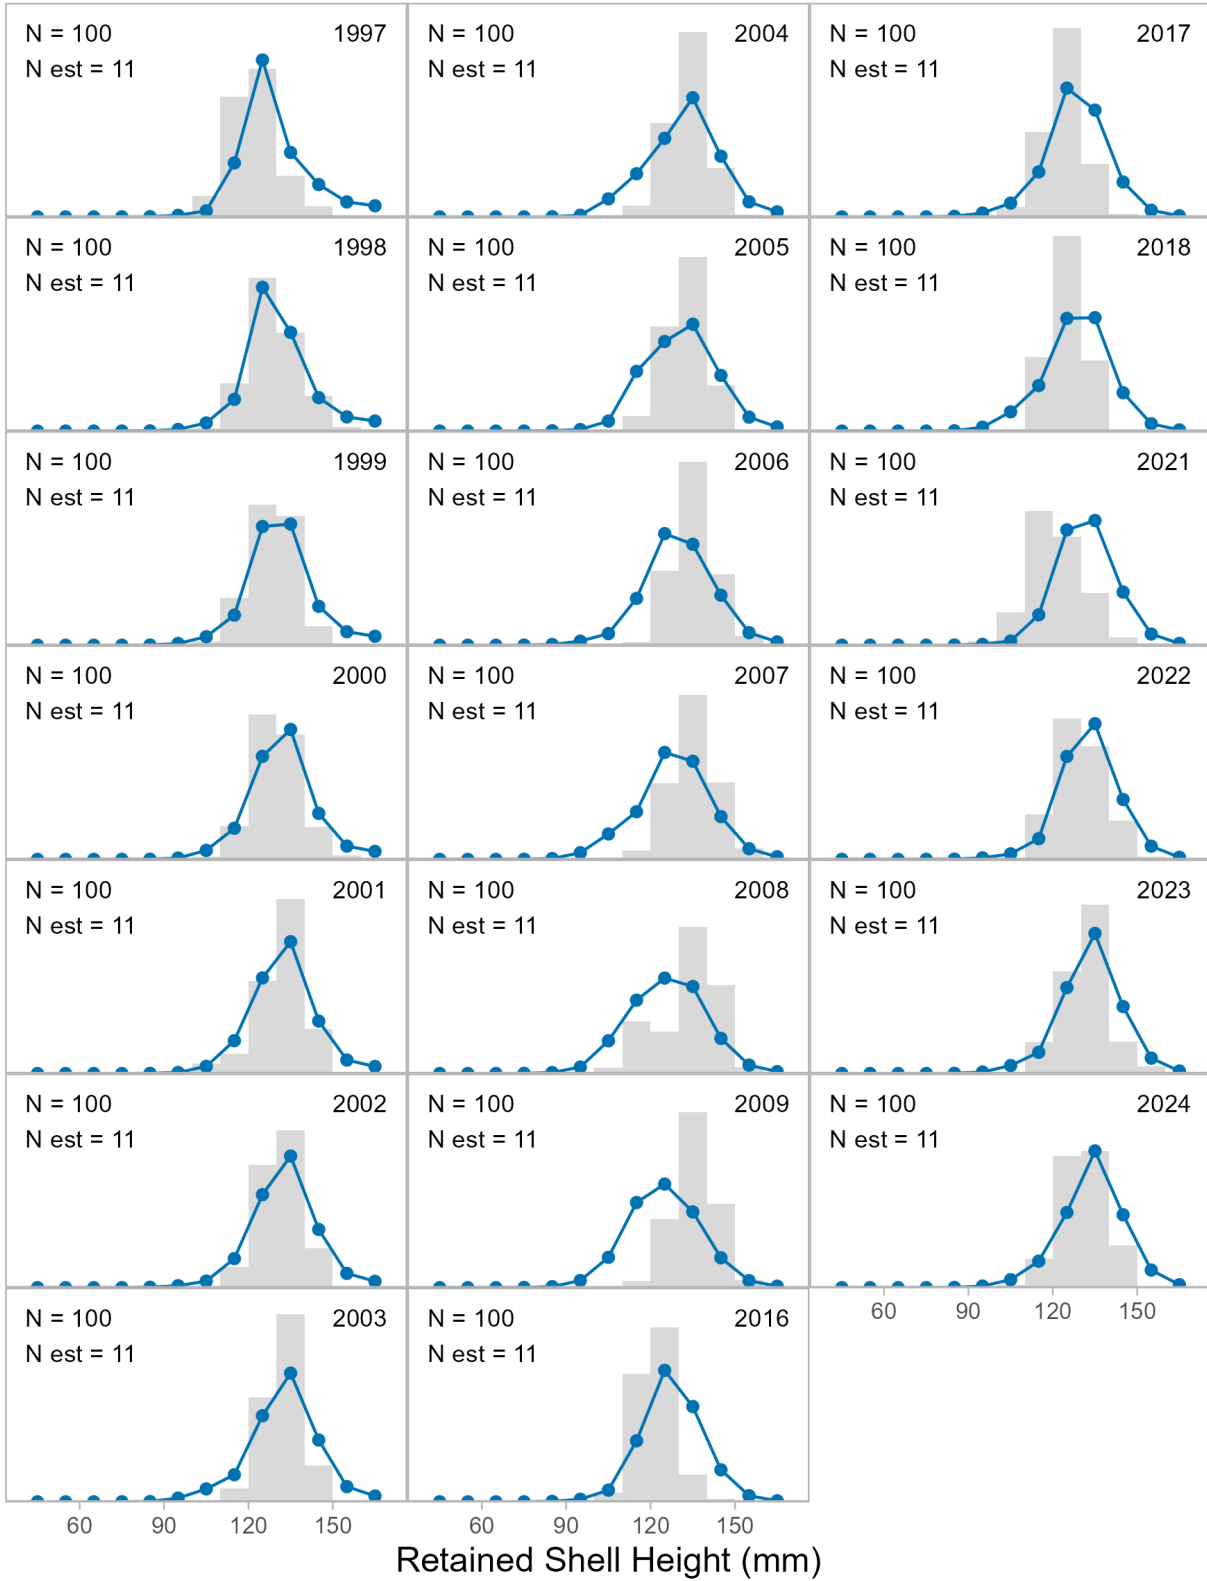 N = 100 1997
N est = 11
N = 100 2004
N est = 11
N = 100 2017
N est = 11
N = 100 1998
N est = 11
N = 100 2005
N est = 11
N = 100 2018
N est = 11
N = 100 1999
N est = 11
N = 100 2006
N est = 11
N = 100 2021
N est = 11
N = 100 2000
N est = 11
N = 100 2007
N est = 11
N = 100 2022
N est = 11
N = 100 2001
N est = 11
N = 100 2008
N est = 11
N = 100 2023
N est = 11
N = 100 2002
N est = 11
N = 100 2009
N est = 11
N = 100 2024
N est = 11
60 90 120 150
N = 100 2003
N est = 11
N = 100 2016
N est = 11
60 90 120 150
60 90 120 150
Retained Shell Height (mm)